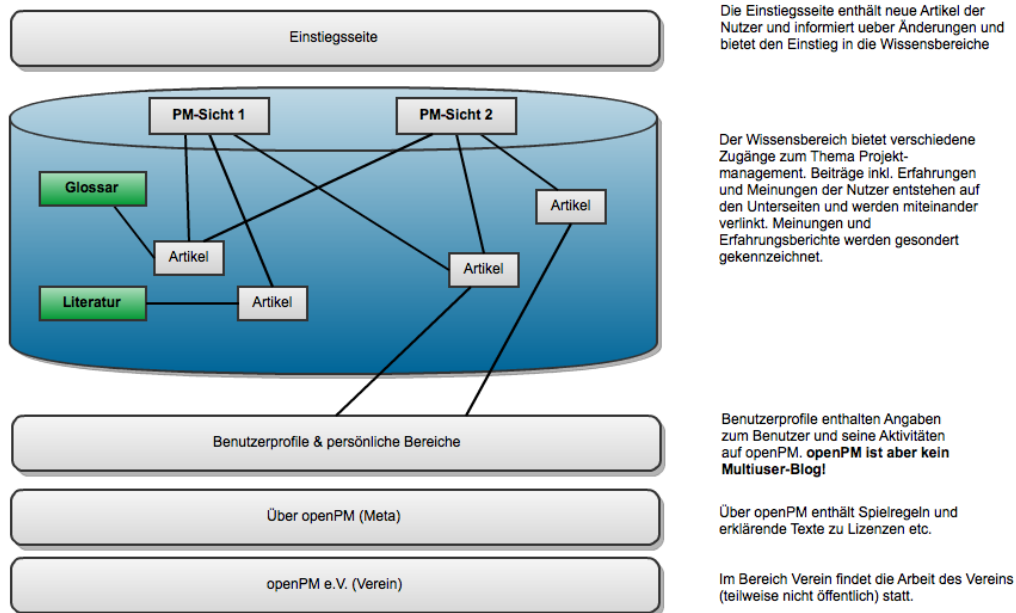 Einstiegsseite
Die Einstiegsseite enthält neue Artikel der
Nutzer und informiert ueber Änderungen und
bietet den Einstieg in die Wissensbereiche
PM-Sicht 1
PM-Sicht 2
Glossar
Artikel
Artikel
Artikel
Literatur
Artikel
Der Wissensbereich bietet verschiedene
Zugänge zum Thema Projekt-
management. Beiträge inkl. Erfahrungen
und Meinungen der Nutzer entstehen auf
den Unterseiten und werden miteinander
verlinkt. Meinungen und
Erfahrungsberichte werden gesondert
gekennzeichnet.
Benutzerprofile & persönliche Bereiche
Benutzerprofile enthalten Angaben
zum Benutzer und seine Aktivitäten
auf openPM. openPM ist aber kein
Multiuser-Blog!
Über openPM (Meta)
Über openPM enthält Spielregeln und
erklärende Texte zu Lizenzen etc.
openPM e.V. (Verein)
Im Bereich Verein findet die Arbeit des Vereins
(teilweise nicht öffentlich) statt.